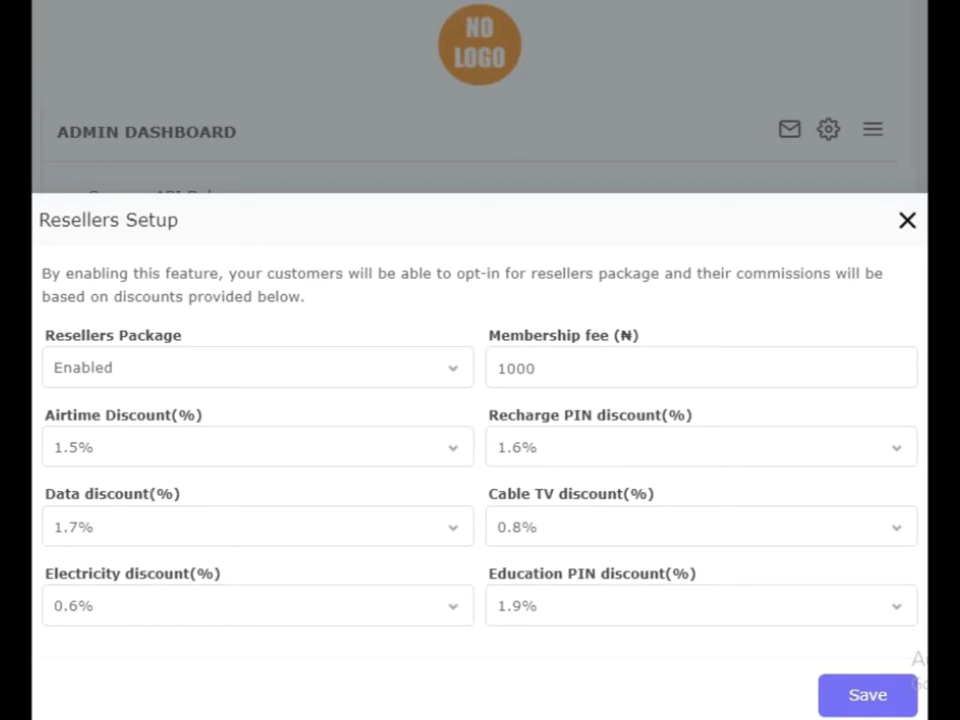 NO
LOGO
ADMIN DASHBOARD
Resellers Setup
By enabling this feature, your customers will be able to opt-in for resellers package and their commissions will be
based on discounts provided below.
Resellers Package Membership fee (₦)
Enabled 1000
Airtime Discount(%) Recharge PIN discount(%)
1.5% 1.6%
Data discount(%) Cable TV discount(%)
1.7% 0.8%
Electricity discount(%) Education PIN discount(%)
0.6% 1.9%
Save